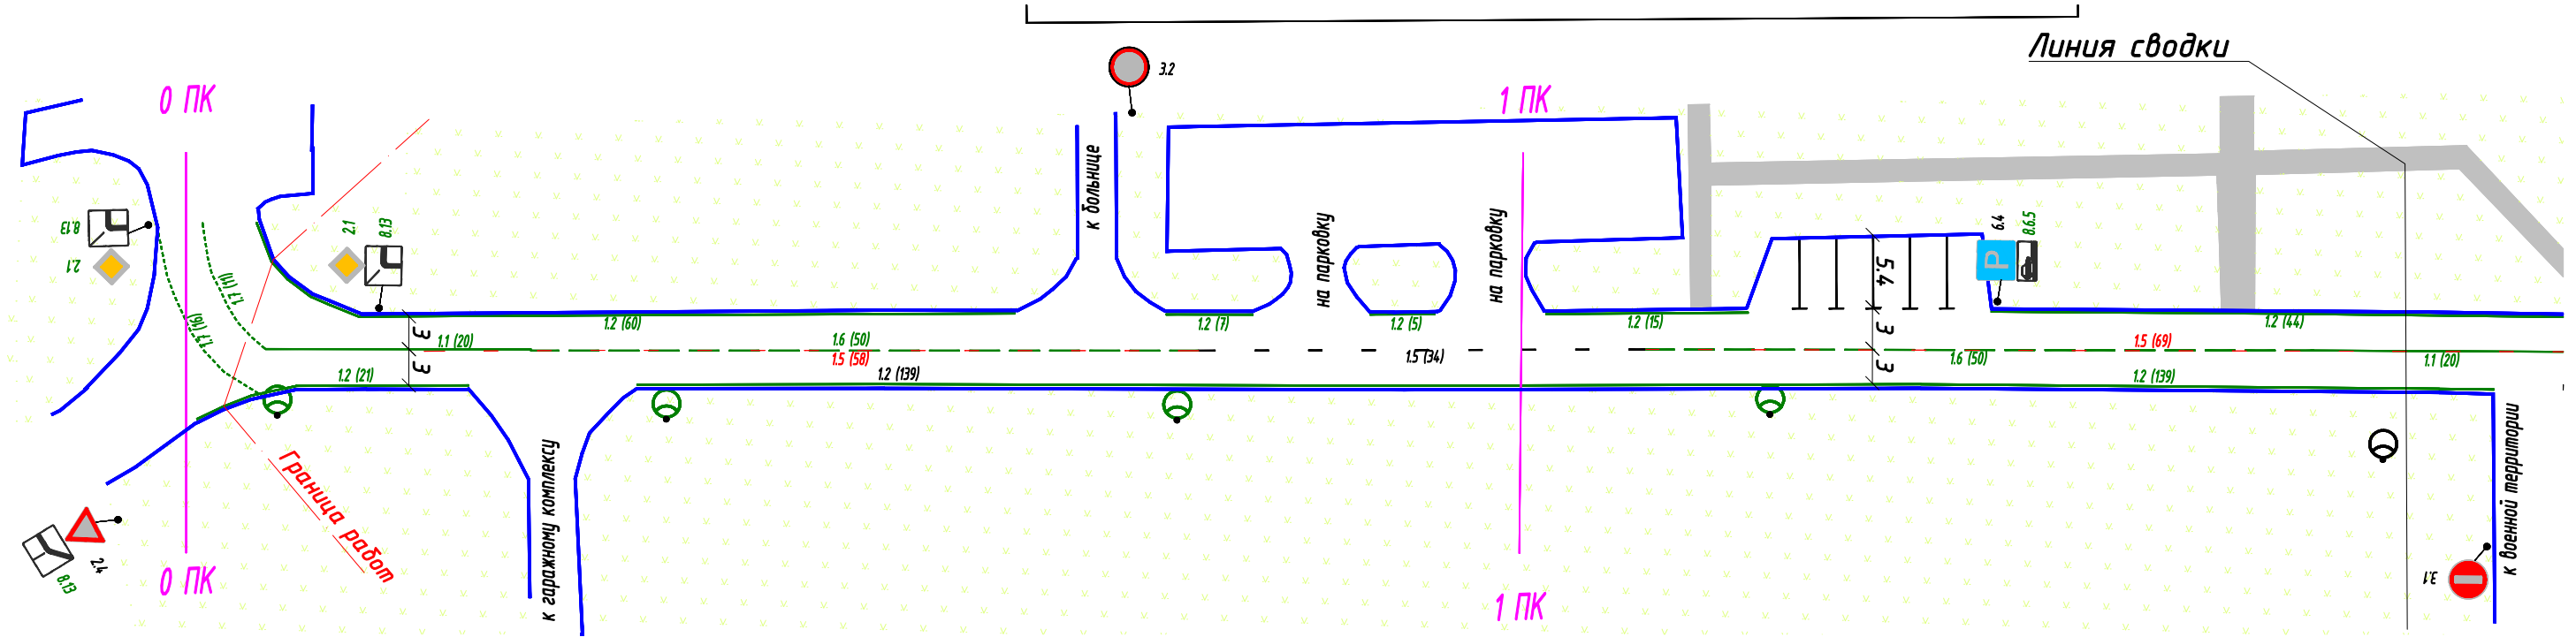 Линия сводки
3.2
0 ПК
1 ПК
к больнице
на парковку
на парковку
8.13
2.1
2.1
8.13
6.4
8.6.5
P
5.4
1.7 (11)
1.7 (16)
3
3
1.2 (60)
1.1 (20)
1.6 (50)
1.5 (58)
1.2 (7)
1.2 (5)
1.2 (15)
1.5 (34)
3
3
1.2 (44)
1.5 (69)
1.6 (50)
1.1 (20)
1.2 (21)
1.2 (139)
1.2 (139)
Граница работ
к гаражному комплексу
к военной территории
2.4
8.13
3.1
0 ПК
1 ПК